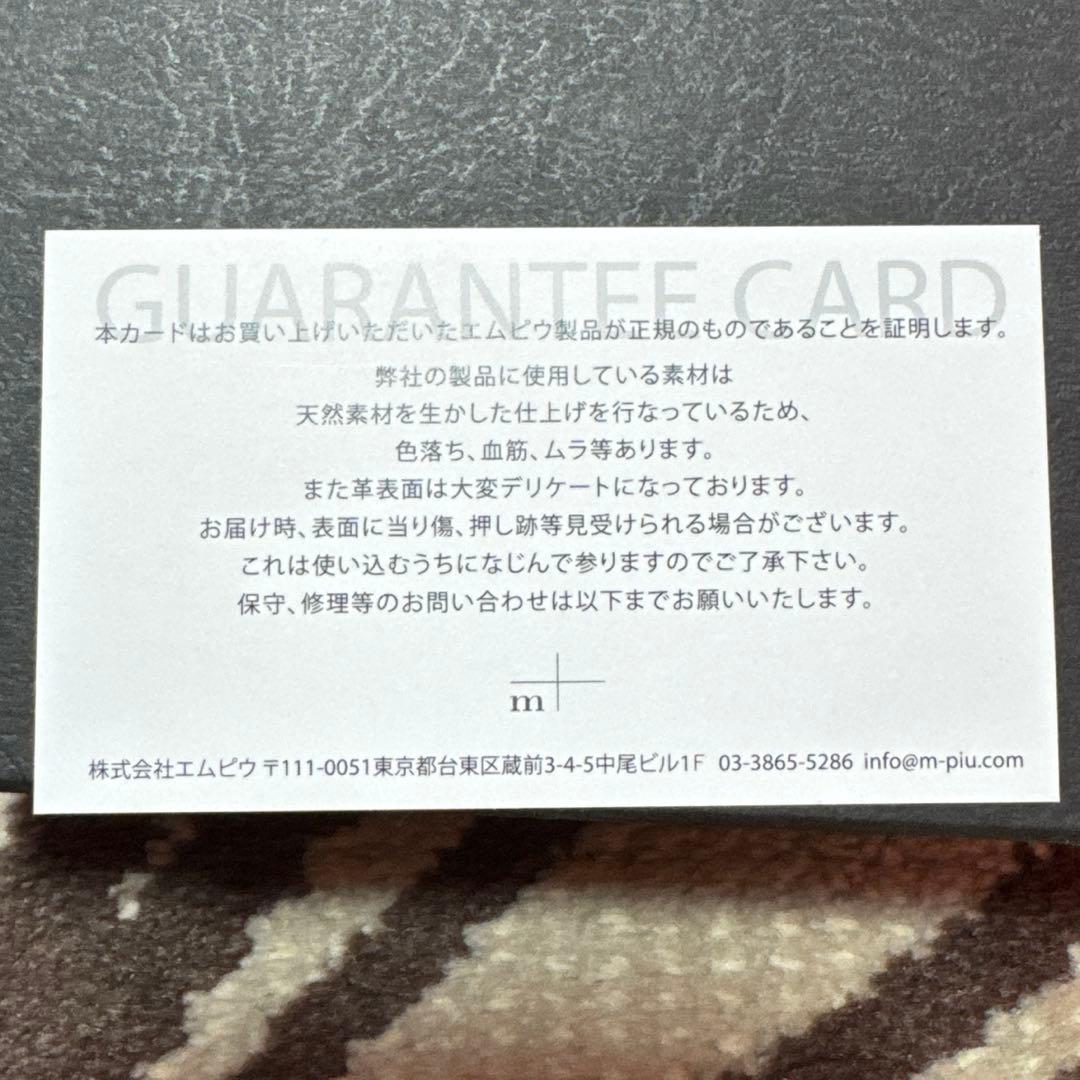 GUARANTEE CARD
本カードはお買い上げいただいたエムピウ製品が正規のものであることを証明します。
弊社の製品に使用している素材は
天然素材を生かした仕上げを行なっているため、
色落ち、血筋、ムラ等あります。
また革表面は大変デリケートになっております。
お届け時、表面に当り傷、押し跡等見受けられる場合がございます。
これは使い込むうちになじんで参りますのでご了承下さい。
保守、修理等のお問い合わせは以下までお願いいたします。
m+
株式会社エムピウ 〒111-0051東京都台東区蔵前3-4-5中尾ビル1F 03-3865-5286 info@m-piu.com